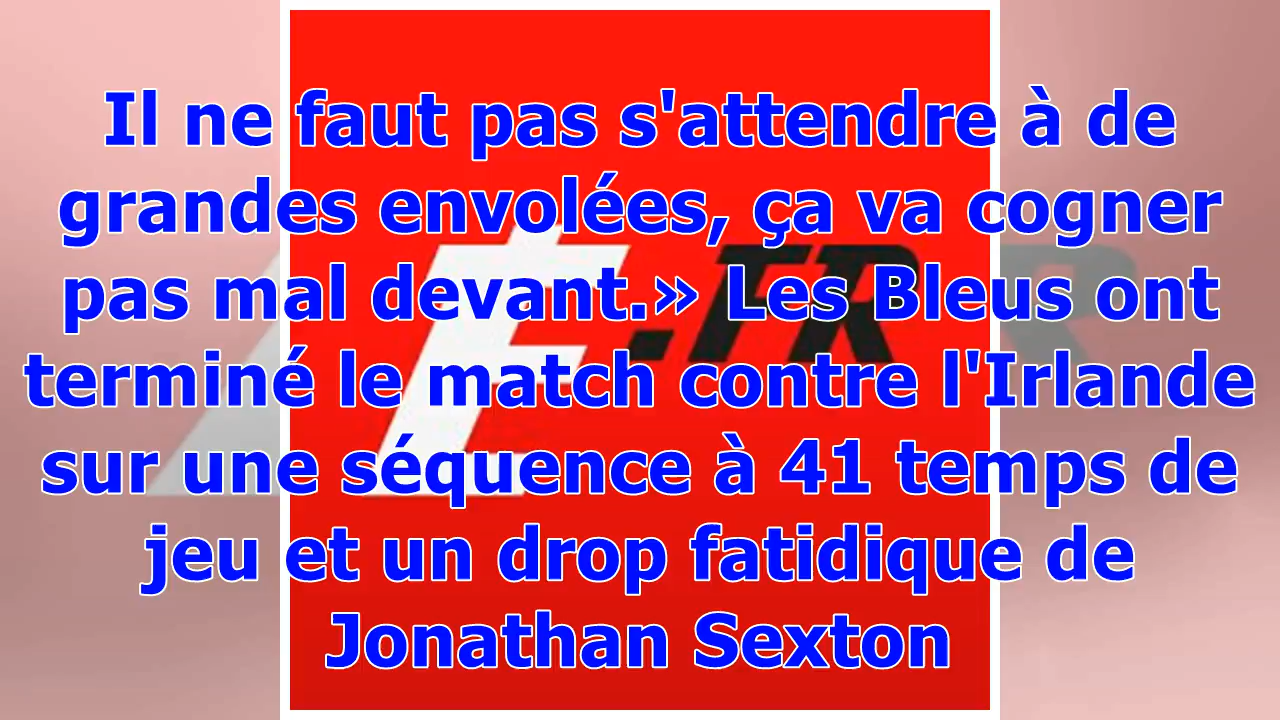 Il ne faut pas s'attendre à de
grandes envolées, ça va cogner
pas mal devant.» Les Bleus ont
terminé le match contre l'Irlande
sur une séquence à 41 temps de
jeu et un drop fatidique de
Jonathan Sexton
E.FR